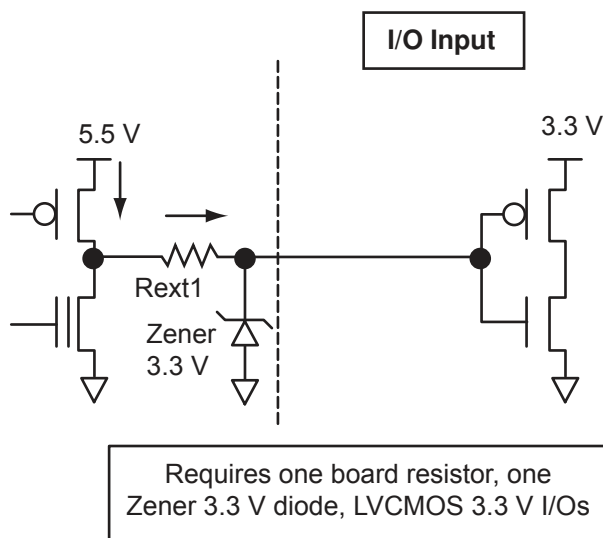 I/O Input
5.5 V
3.3 V
Rext1
Zener
3.3 V
Requires one board resistor, one
Zener 3.3 V diode, LVCMOS 3.3 V I/Os